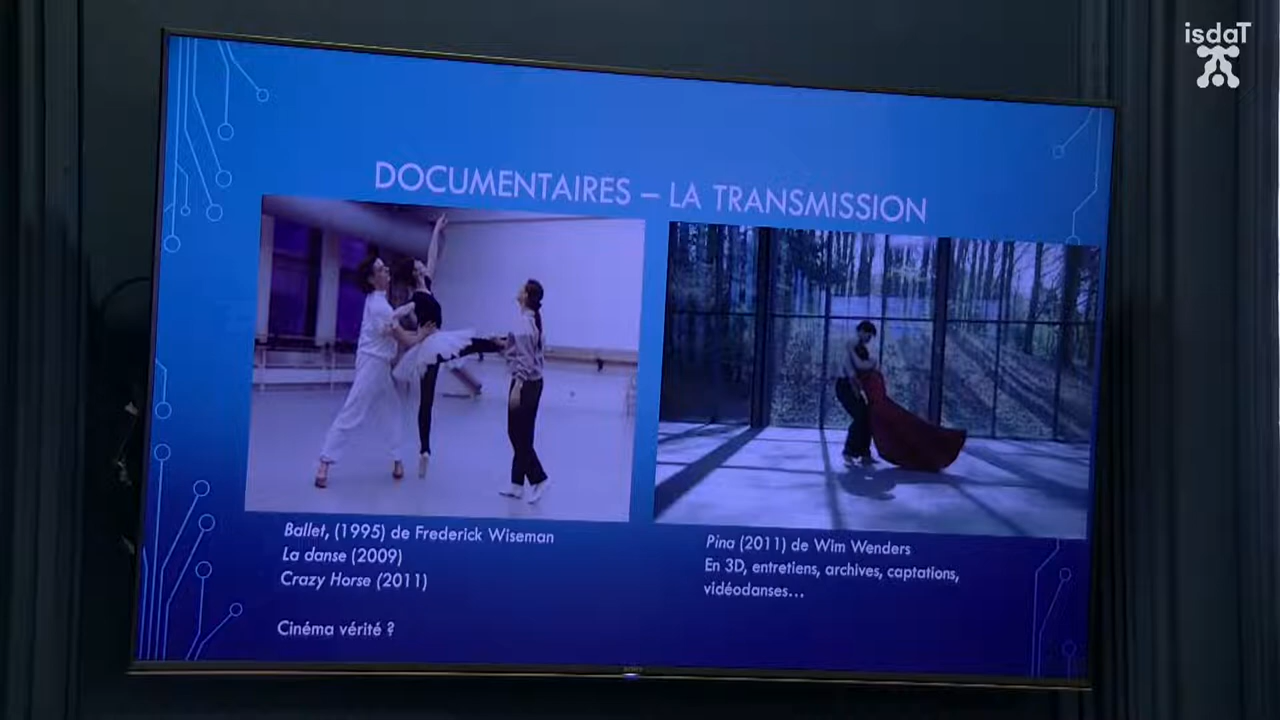 isdaT
DOCUMENTAIRES – LA TRANSMISSION
Ballet, (1995) de Frederick Wiseman
La danse (2009)
Crazy Horse (2011)
Cinéma vérité ?
Pina (2011) de Wim Wenders
En 3D, entretiens, archives, captations,
vidéodanses...
SONY